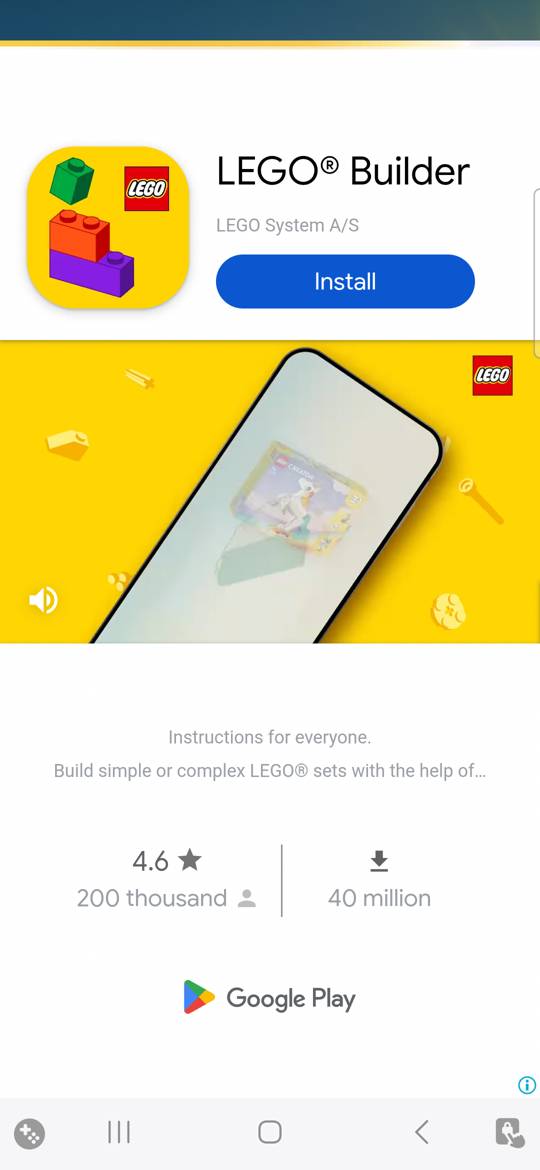 LEGO
LEGO® Builder
LEGO System A/S
Install
LEGO
CREATOR
Instructions for everyone.
Build simple or complex LEGO® sets with the help of…
4.6
200 thousand
40 million
Google Play